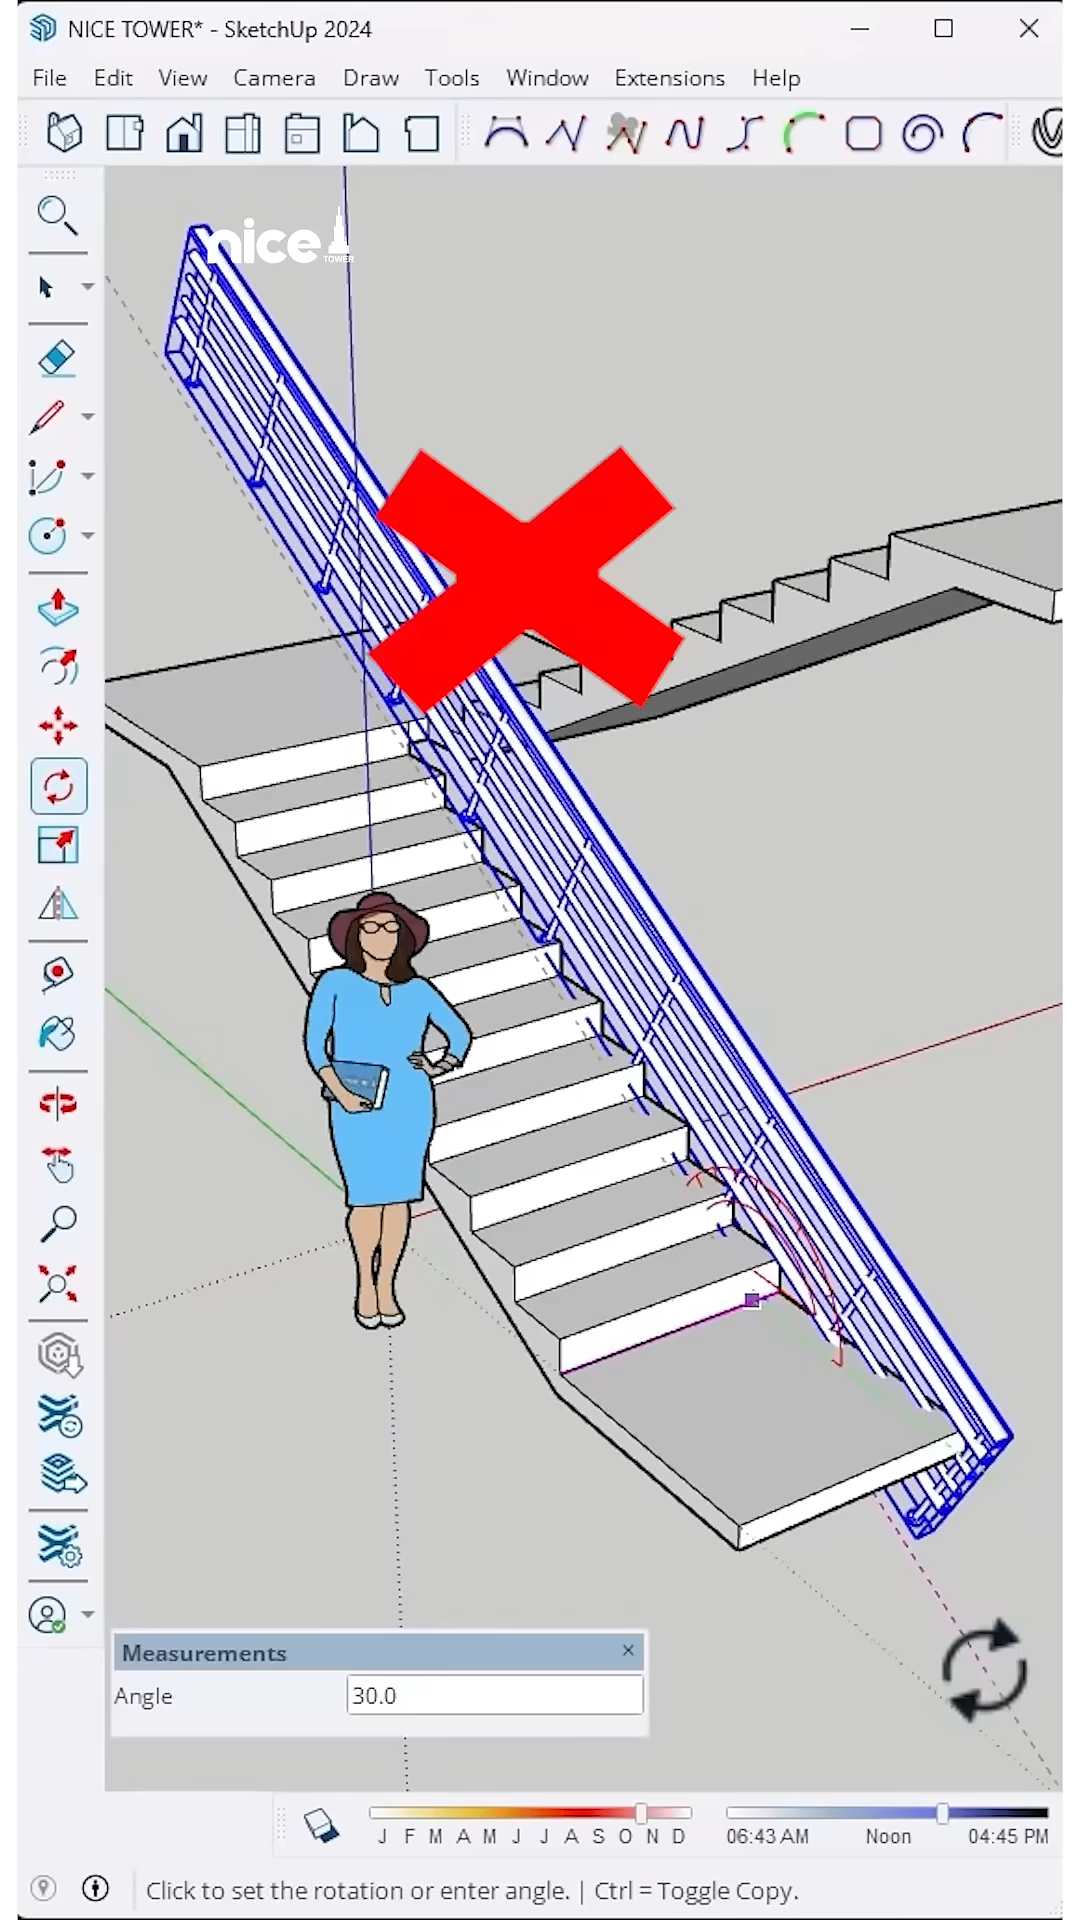 NICE TOWER* - SketchUp 2024
File Edit View Camera Draw Tools Window Extensions Help
nice
TOWER
Measurements
Angle 30.0
J F M A M J J A S O N D 06:43 AM Noon 04:45 PM
Click to set the rotation or enter angle. | Ctrl = Toggle Copy.